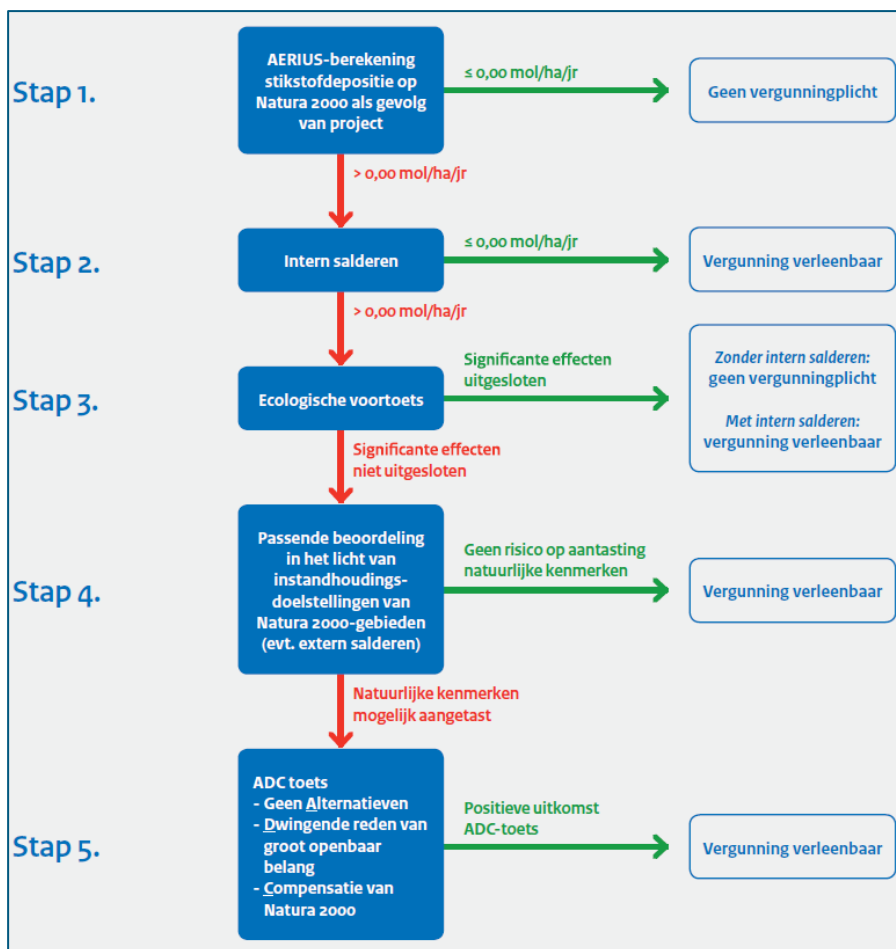 Stap 1.
AERIUS-berekening
stikstofdepositie op
Natura 2000 als gevolg
van project
≤ 0,00 mol/ha/jr
Geen vergunningplicht
> 0,00 mol/ha/jr
Stap 2.
Intern salderen
≤ 0,00 mol/ha/jr
Vergunning verleenbaar
> 0,00 mol/ha/jr
Stap 3.
Ecologische voortoets
Significante effecten
uitgesloten
Zonder intern salderen:
geen vergunningplicht
Met intern salderen:
vergunning verleenbaar
Significante effecten
niet uitgesloten
Stap 4.
Passende beoordeling
in het licht van
instandhoudings-
doelstellingen van
Natura 2000-gebieden
(evt. extern salderen)
Geen risico op aantasting
natuurlijke kenmerken
Vergunning verleenbaar
Natuurlijke kenmerken
mogelijk aangetast
Stap 5.
ADC toets
- Geen Alternatieven
- Dwingende reden van
groot openbaar
belang
- Compensatie van
Natura 2000
Positieve uitkomst
ADC-toets
Vergunning verleenbaar